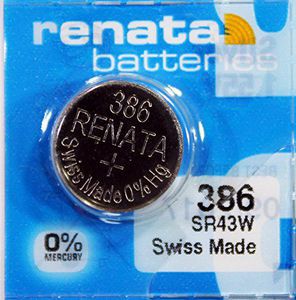 renata
batteries
386
RENATA
+
Swiss Made 0% Hg
0%
MERCURY
386
SR43W
Swiss Made